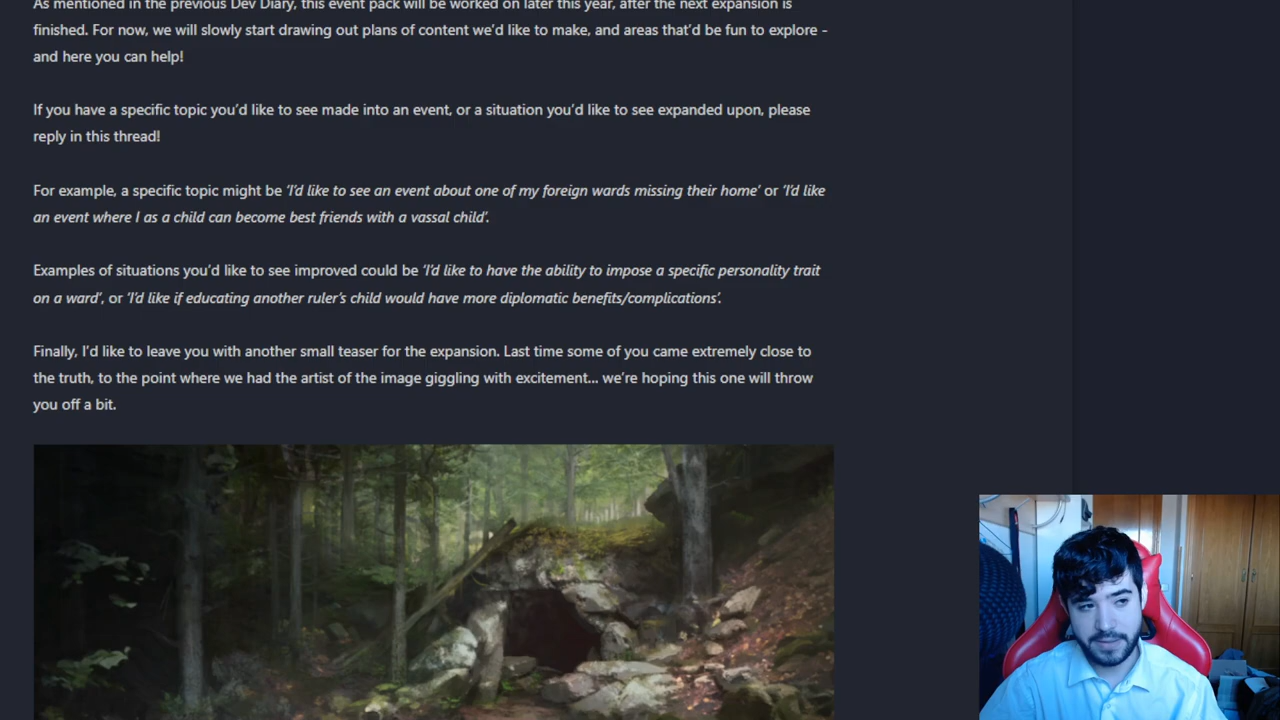 As mentioned in the previous Dev Diary, this event pack will be worked on later this year, after the next expansion is
finished. For now, we will slowly start drawing out plans of content we’d like to make, and areas that’d be fun to explore -
and here you can help!
If you have a specific topic you’d like to see made into an event, or a situation you’d like to see expanded upon, please
reply in this thread!
For example, a specific topic might be ‘I’d like to see an event about one of my foreign wards missing their home’ or ‘I’d like
an event where I as a child can become best friends with a vassal child’.
Examples of situations you’d like to see improved could be ‘I’d like to have the ability to impose a specific personality trait
on a ward’, or ‘I’d like if educating another ruler’s child would have more diplomatic benefits/complications’.
Finally, I’d like to leave you with another small teaser for the expansion. Last time some of you came extremely close to
the truth, to the point where we had the artist of the image giggling with excitement... we’re hoping this one will throw
you off a bit.